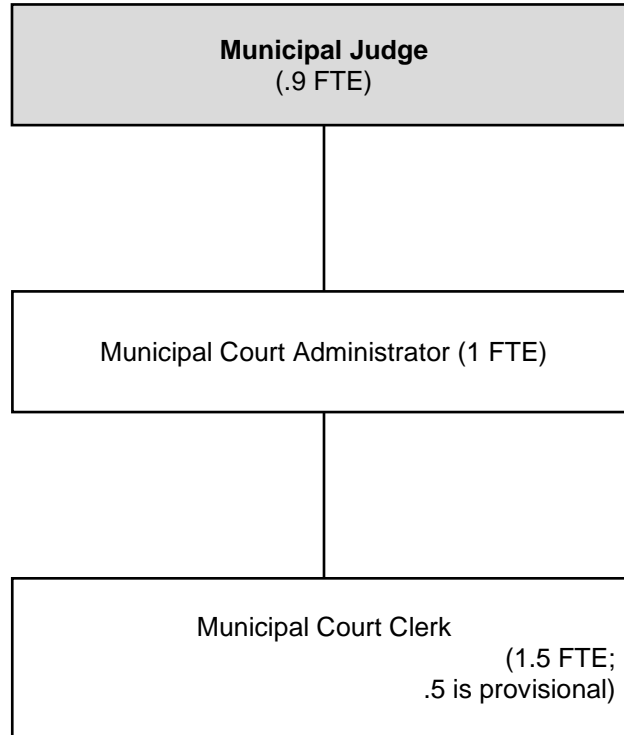 Municipal Judge
(.9 FTE)
Municipal Court Administrator (1 FTE)
Municipal Court Clerk
(1.5 FTE;
.5 is provisional)